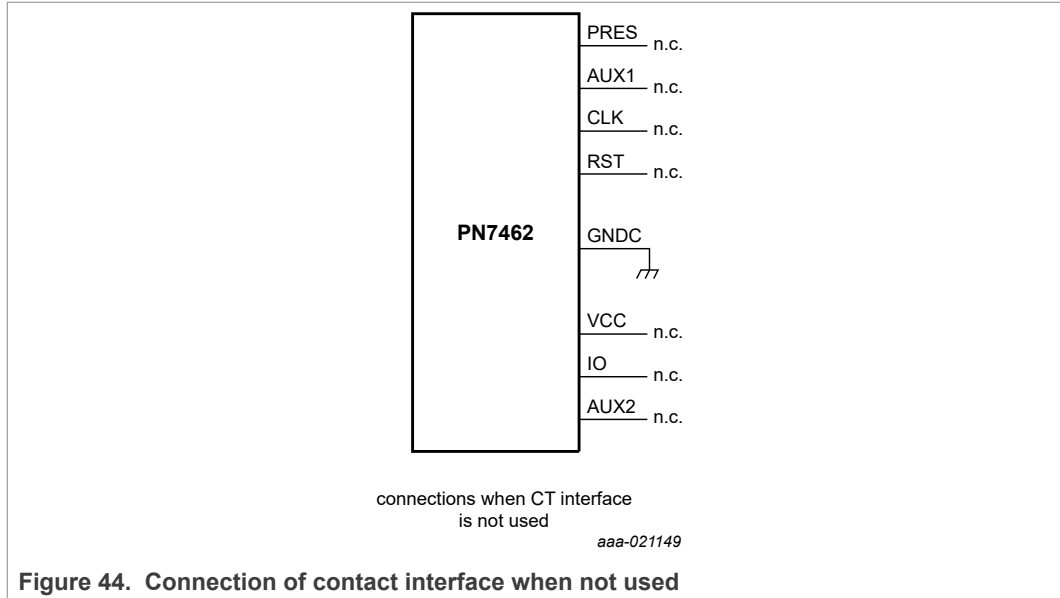 PRES n.c.
AUX1 n.c.
CLK n.c.
RST n.c.
PN7462 GNDC
VCC n.c.
IO n.c.
AUX2 n.c.
connections when CT interface
is not used
aaa-021149
Figure 44. Connection of contact interface when not used